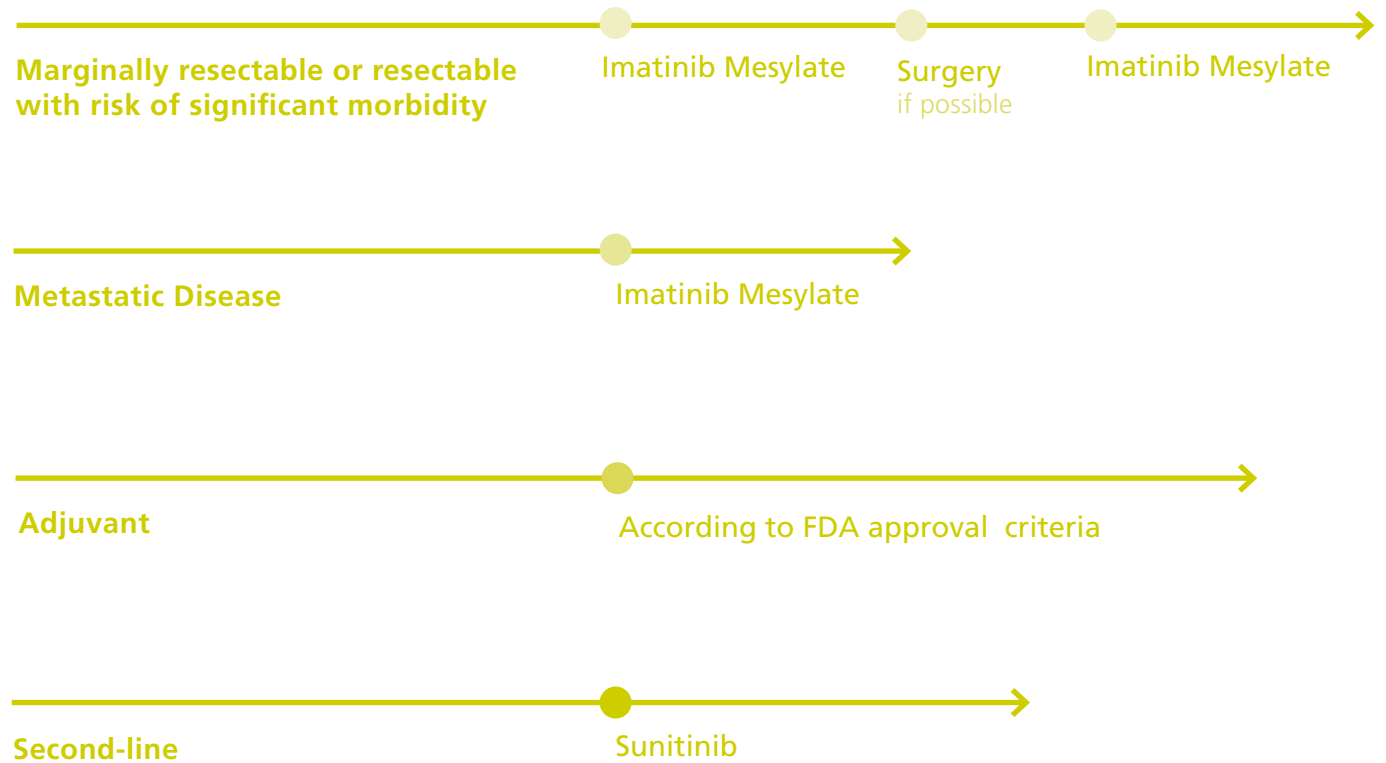 Marginally resectable or resectable
with risk of significant morbidity
Imatinib Mesylate
Surgery
if possible
Imatinib Mesylate
Metastatic Disease
Imatinib Mesylate
Adjuvant
According to FDA approval criteria
Second-line
Sunitinib